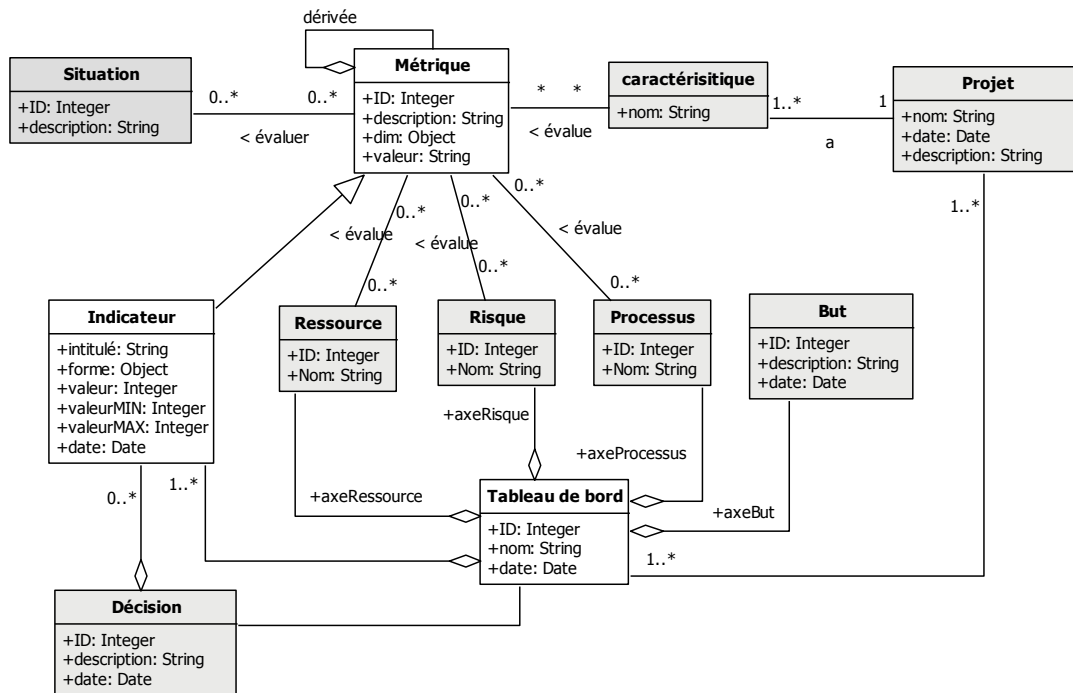 dérivée
Situation
+ID: Integer
+description: String
0..*
0..*
< évaluer
Métrique
+ID: Integer
+description: String
+dim: Object
+valeur: String
*
*
< évalue
caractérisitique
+nom: String
1..*
1
a
Projet
+nom: String
+date: Date
+description: String
1..*
0..*
0..*
0..*
< évalue
< évalue
< évalue
0..*
0..*
0..*
Indicateur
+intitulé: String
+forme: Object
+valeur: Integer
+valeurMIN: Integer
+valeurMAX: Integer
+date: Date
Ressource
+ID: Integer
+Nom: String
Risque
+ID: Integer
+Nom: String
Processus
+ID: Integer
+Nom: String
But
+ID: Integer
+description: String
+date: Date
+axeRisque
+axeProcessus
+axeRessource
+axeBut
0..*
1..*
Tableau de bord
+ID: Integer
+nom: String
+date: Date
1..*
Décision
+ID: Integer
+description: String
+date: Date